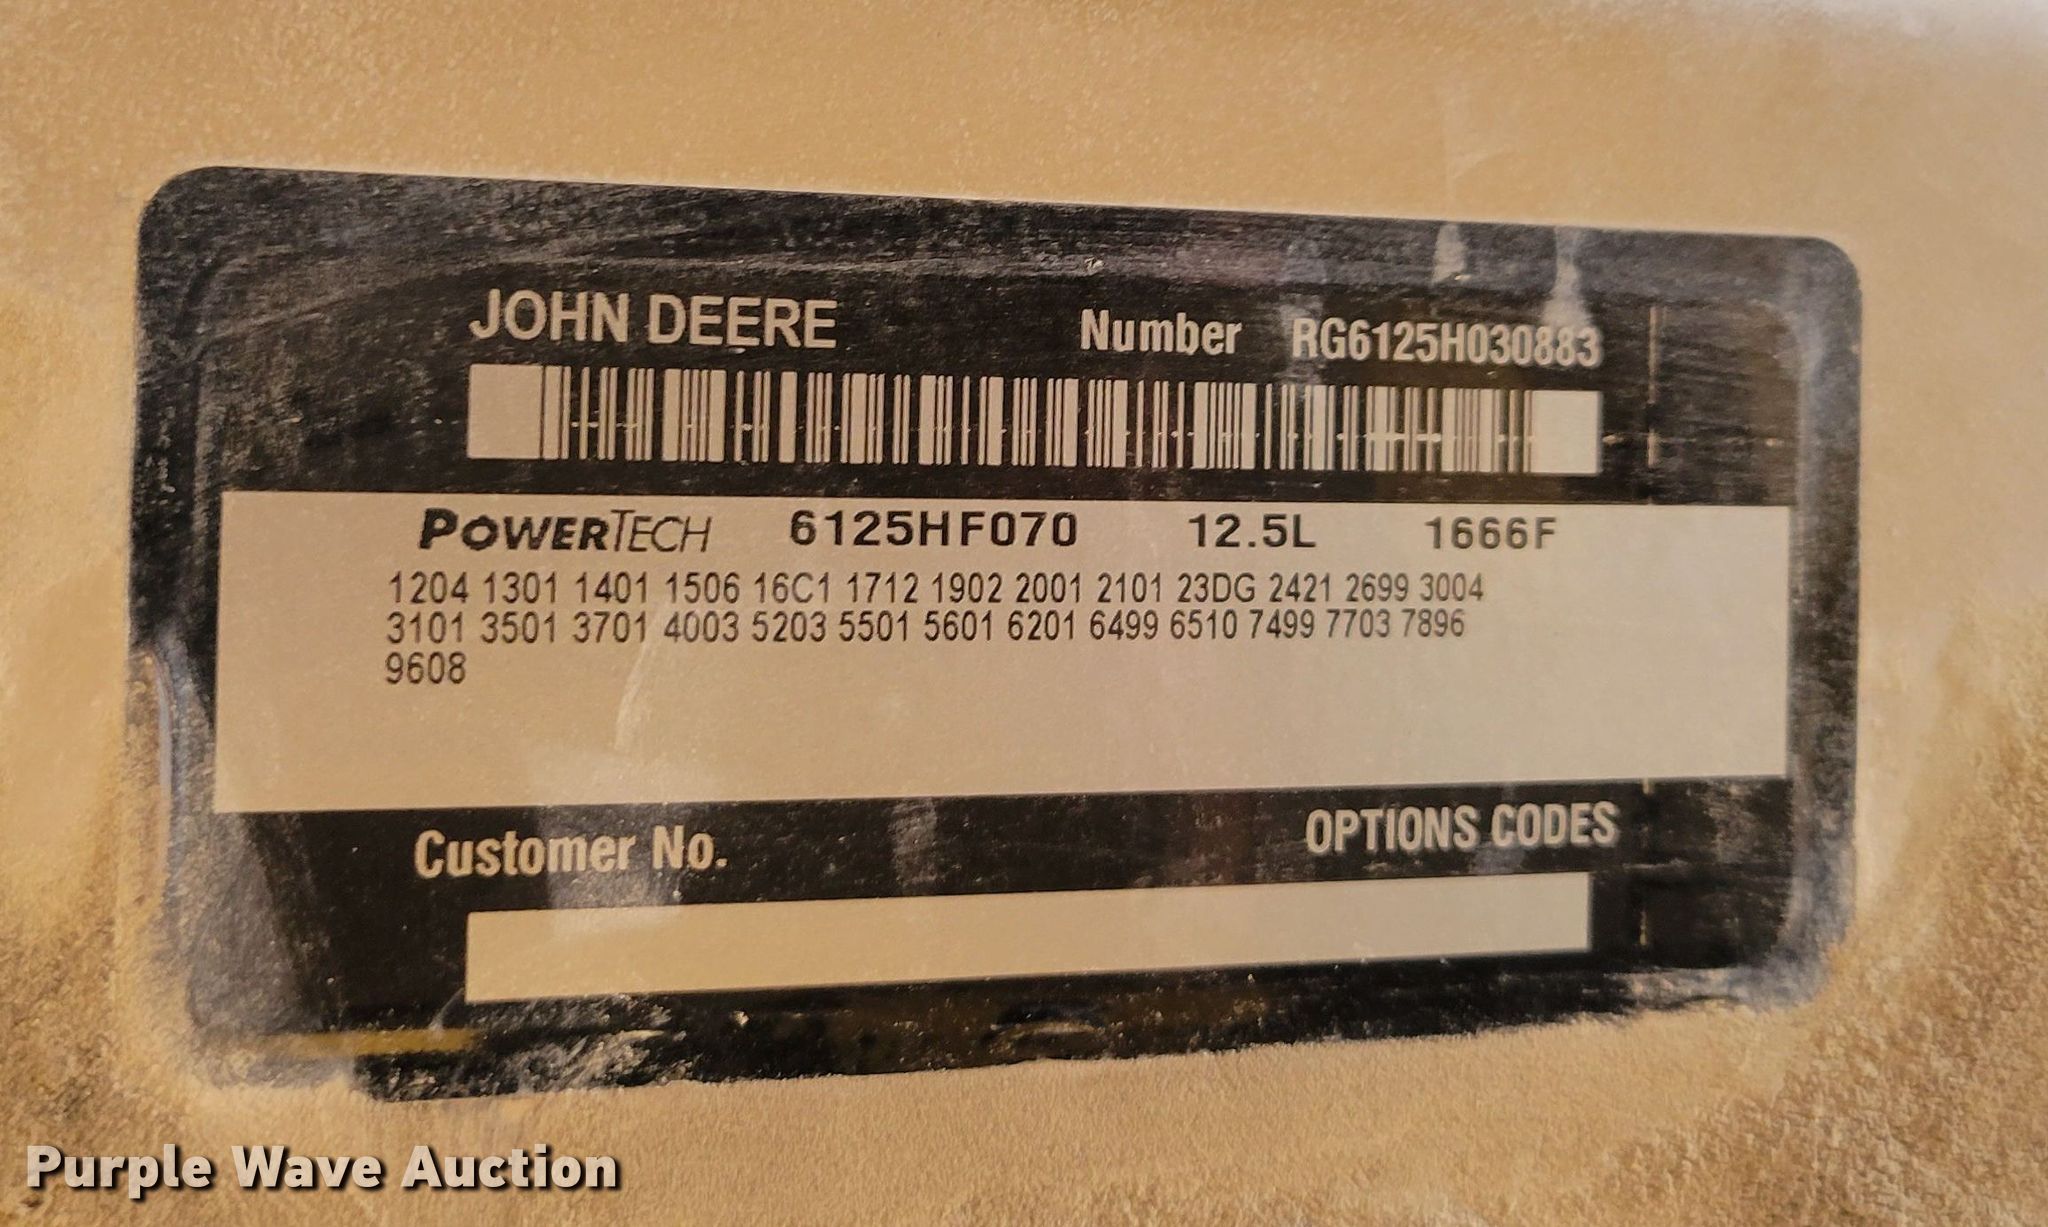 JOHN DEERE Number RG6125H030883
POWERTECH 6125HF070 12.5L 1666F
1204 1301 1401 1506 16C1 1712 1902 2001 2101 23DG 2421 2699 3004
3101 3501 3701 4003 5203 5501 5601 6201 6499 6510 7499 7703 7896
9608
Customer No. OPTIONS CODES
Purple Wave Auction